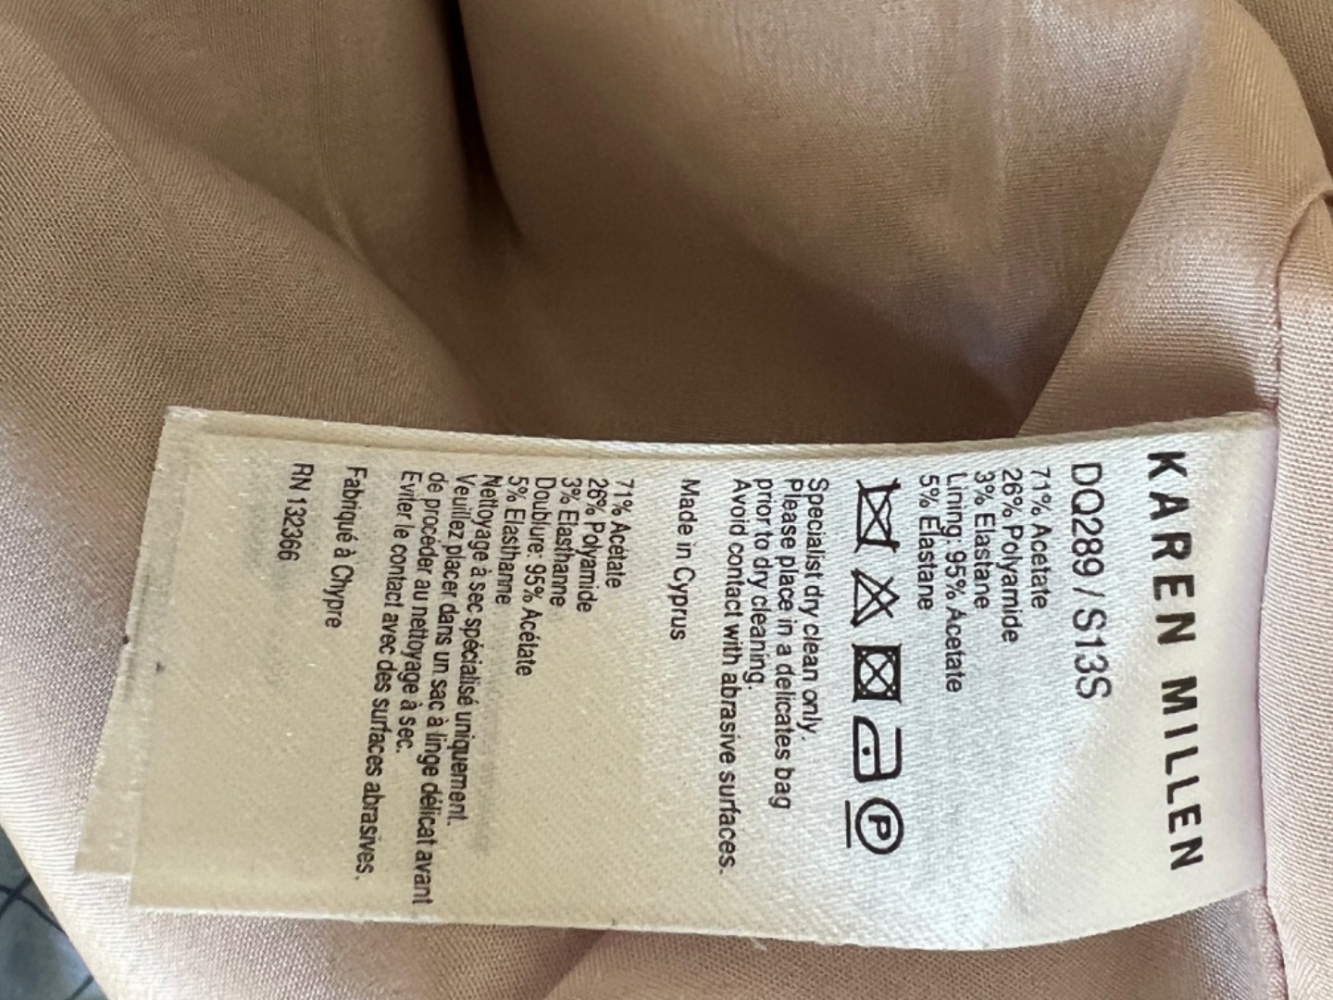 KAREN MILLEN
DQ289 / S13S
71% Acetate
26% Polyamide
3% Elastane
Lining: 95% Acetate
5% Elastane
P
Specialist dry clean only.
Please place in a delicates bag
prior to dry cleaning.
Avoid contact with abrasive surfaces.
Made in Cyprus
71% Acétate
26% Polyamide
3% Elasthanne
Doublure: 95% Acétate
5% Elasthanne
Nettoyage à sec spécialisé uniquement.
Veuillez placer dans un sac à linge délicat avant
de procéder au nettoyage à sec.
Eviter le contact avec des surfaces abrasives.
Fabriqué à Chypre
RN 132366